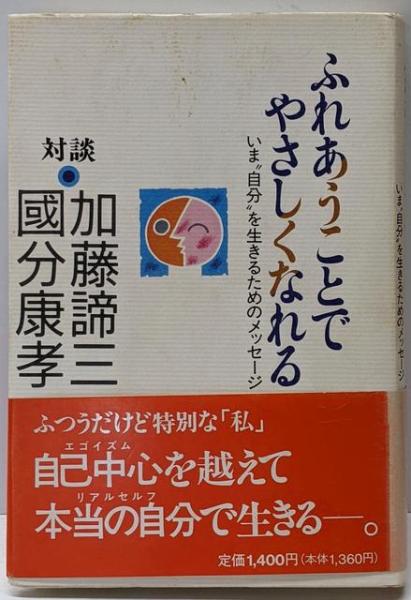 ふれあうことで
やさしくなれる
いま“自分”を生きるためのメッセージ
対談
加藤諦三
國分康孝
ふつうだけど特別な「私」
エゴイズム
自己中心を越えて
リアルセルフ
本当の自分で生きる―。
定価1,400円(本体1,360円)
いま“自分”を生きるためのメッセージ